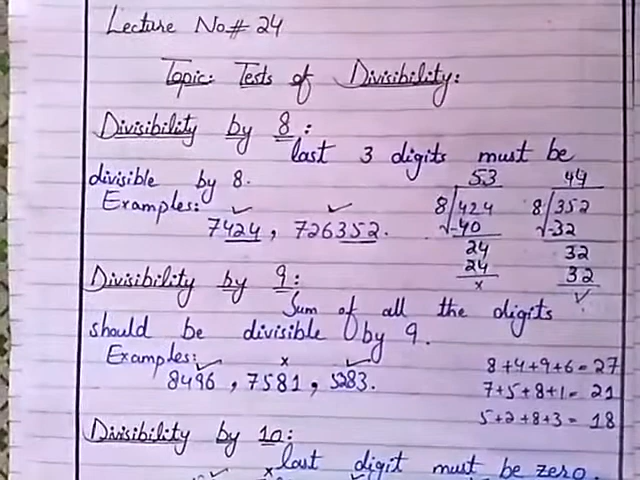 Lecture No# 24
Topic: Tests of Divisibility:
Divisibility by 8:
last 3 digits must be
divisible by 8.
Examples:
7424, 726352.
53
8/424
-40
24
24
x
44
8/352
-32
32
32
✓
Divisibility by 9:
Sum of all the digits
should be divisible by 9.
Examples:
✓ x ✓
8496, 7581, 5283.
8+4+9+6=27
7+5+8+1= 21
5+2+8+3= 18
Divisibility by 10:
last digit must be zero.